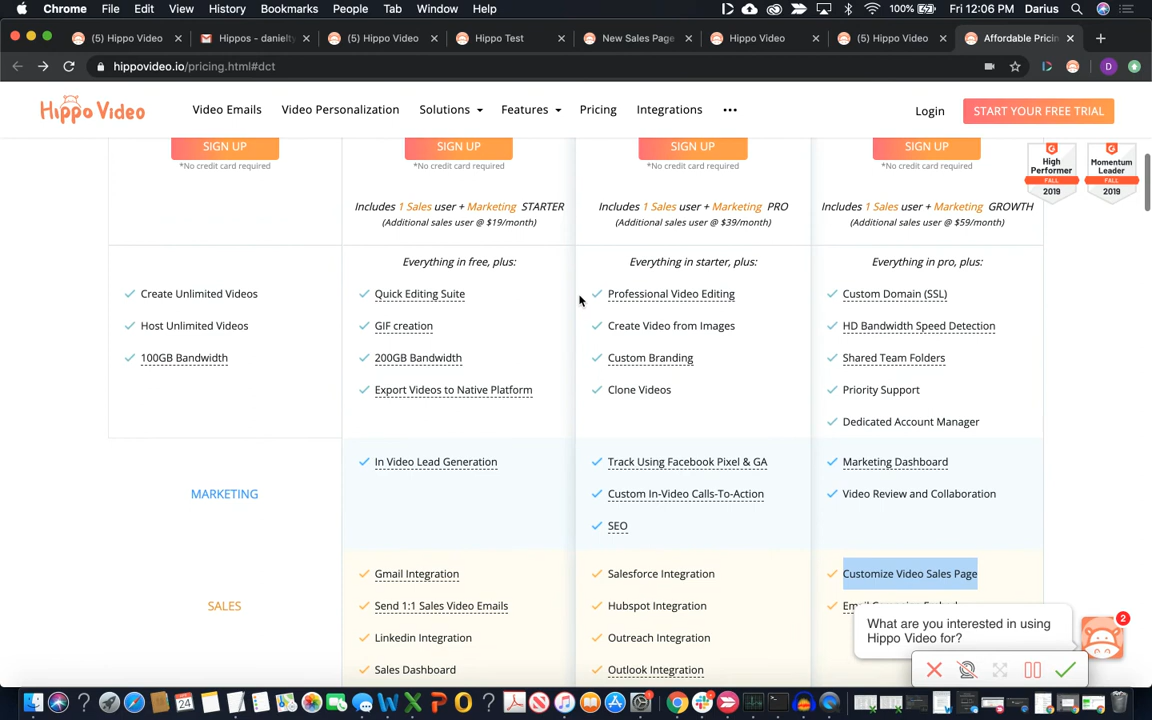 Chrome File Edit View History Bookmarks People Tab Window Help 100% Fri 12:06 PM Darius
(5) Hippo Video
Hippos - danielty
(5) Hippo Video
Hippo Test
New Sales Page
Hippo Video
(5) Hippo Video
Affordable Pricin
hippovideo.io/pricing.html#dct D
Hippo Video
Video Emails Video Personalization Solutions Features Pricing Integrations Login START YOUR FREE TRIAL
SIGN UP SIGN UP SIGN UP SIGN UP
*No credit card required *No credit card required *No credit card required *No credit card required
High Performer FALL 2019
Momentum Leader FALL 2019
Includes 1 Sales user + Marketing STARTER
(Additional sales user @ $19/month)
Includes 1 Sales user + Marketing PRO
(Additional sales user @ $39/month)
Includes 1 Sales user + Marketing GROWTH
(Additional sales user @ $59/month)
Create Unlimited Videos
Host Unlimited Videos
100GB Bandwidth
Everything in free, plus:
Quick Editing Suite
GIF creation
200GB Bandwidth
Export Videos to Native Platform
Everything in starter, plus:
Professional Video Editing
Create Video from Images
Custom Branding
Clone Videos
Everything in pro, plus:
Custom Domain (SSL)
HD Bandwidth Speed Detection
Shared Team Folders
Priority Support
Dedicated Account Manager
MARKETING
In Video Lead Generation
Track Using Facebook Pixel & GA
Custom In-Video Calls-To-Action
SEO
Marketing Dashboard
Video Review and Collaboration
SALES
Gmail Integration
Send 1:1 Sales Video Emails
Linkedin Integration
Sales Dashboard
Salesforce Integration
Hubspot Integration
Outreach Integration
Outlook Integration
Customize Video Sales Page
What are you interested in using
Hippo Video for?
2